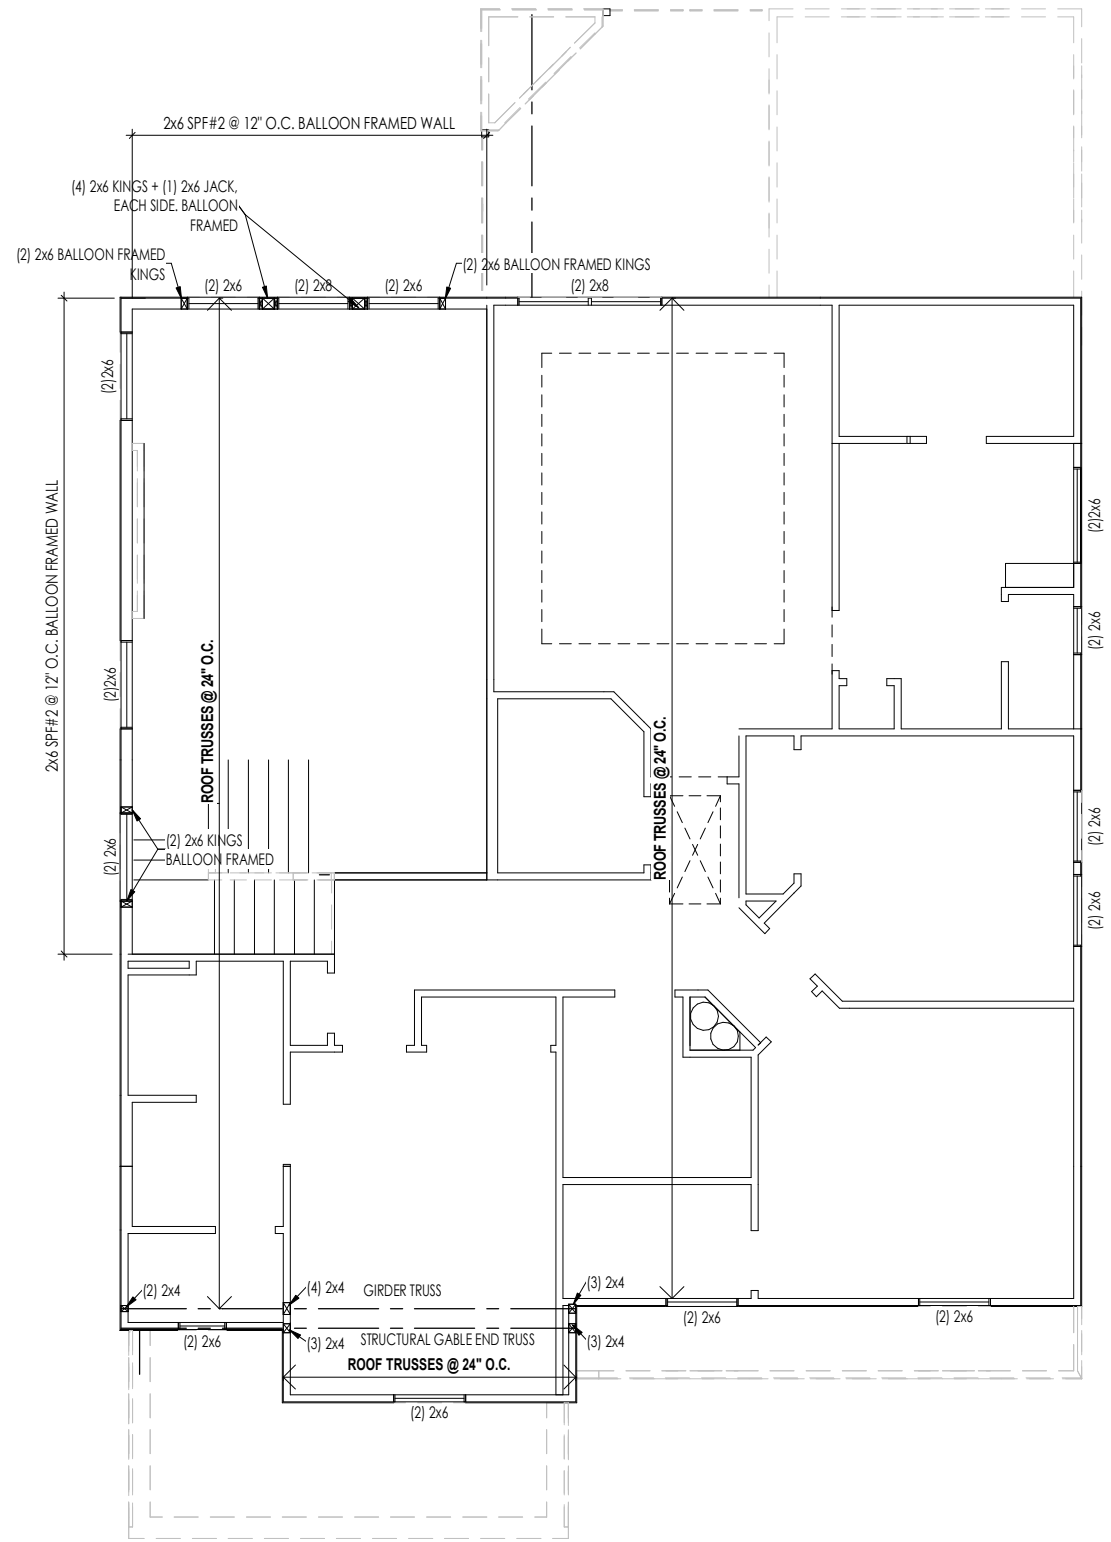 2x6 SPF#2 @ 12" O.C. BALLOON FRAMED WALL
(4) 2x6 KINGS + (1) 2x6 JACK,
EACH SIDE. BALLOON
FRAMED
(2) 2x6 BALLOON FRAMED
KINGS
(2) 2x6
(2) 2x8
(2) 2x6
(2) 2x6 BALLOON FRAMED KINGS
(2) 2x8
(2)2x6
2x6 SPF#2 @ 12" O.C. BALLOON FRAMED WALL
(2)2x6
(2)2x6
(2) 2x6
ROOF TRUSSES @ 24" O.C.
ROOF TRUSSES @ 24" O.C.
(2) 2x6
(2) 2x6 KINGS
BALLOON FRAMED
(2) 2x6
(2) 2x6
(2) 2x4
(4) 2x4
GIRDER TRUSS
(3) 2x4
(2) 2x6
(3) 2x4
STRUCTURAL GABLE END TRUSS
(3) 2x4
(2) 2x6
(2) 2x6
ROOF TRUSSES @ 24" O.C.
(2) 2x6